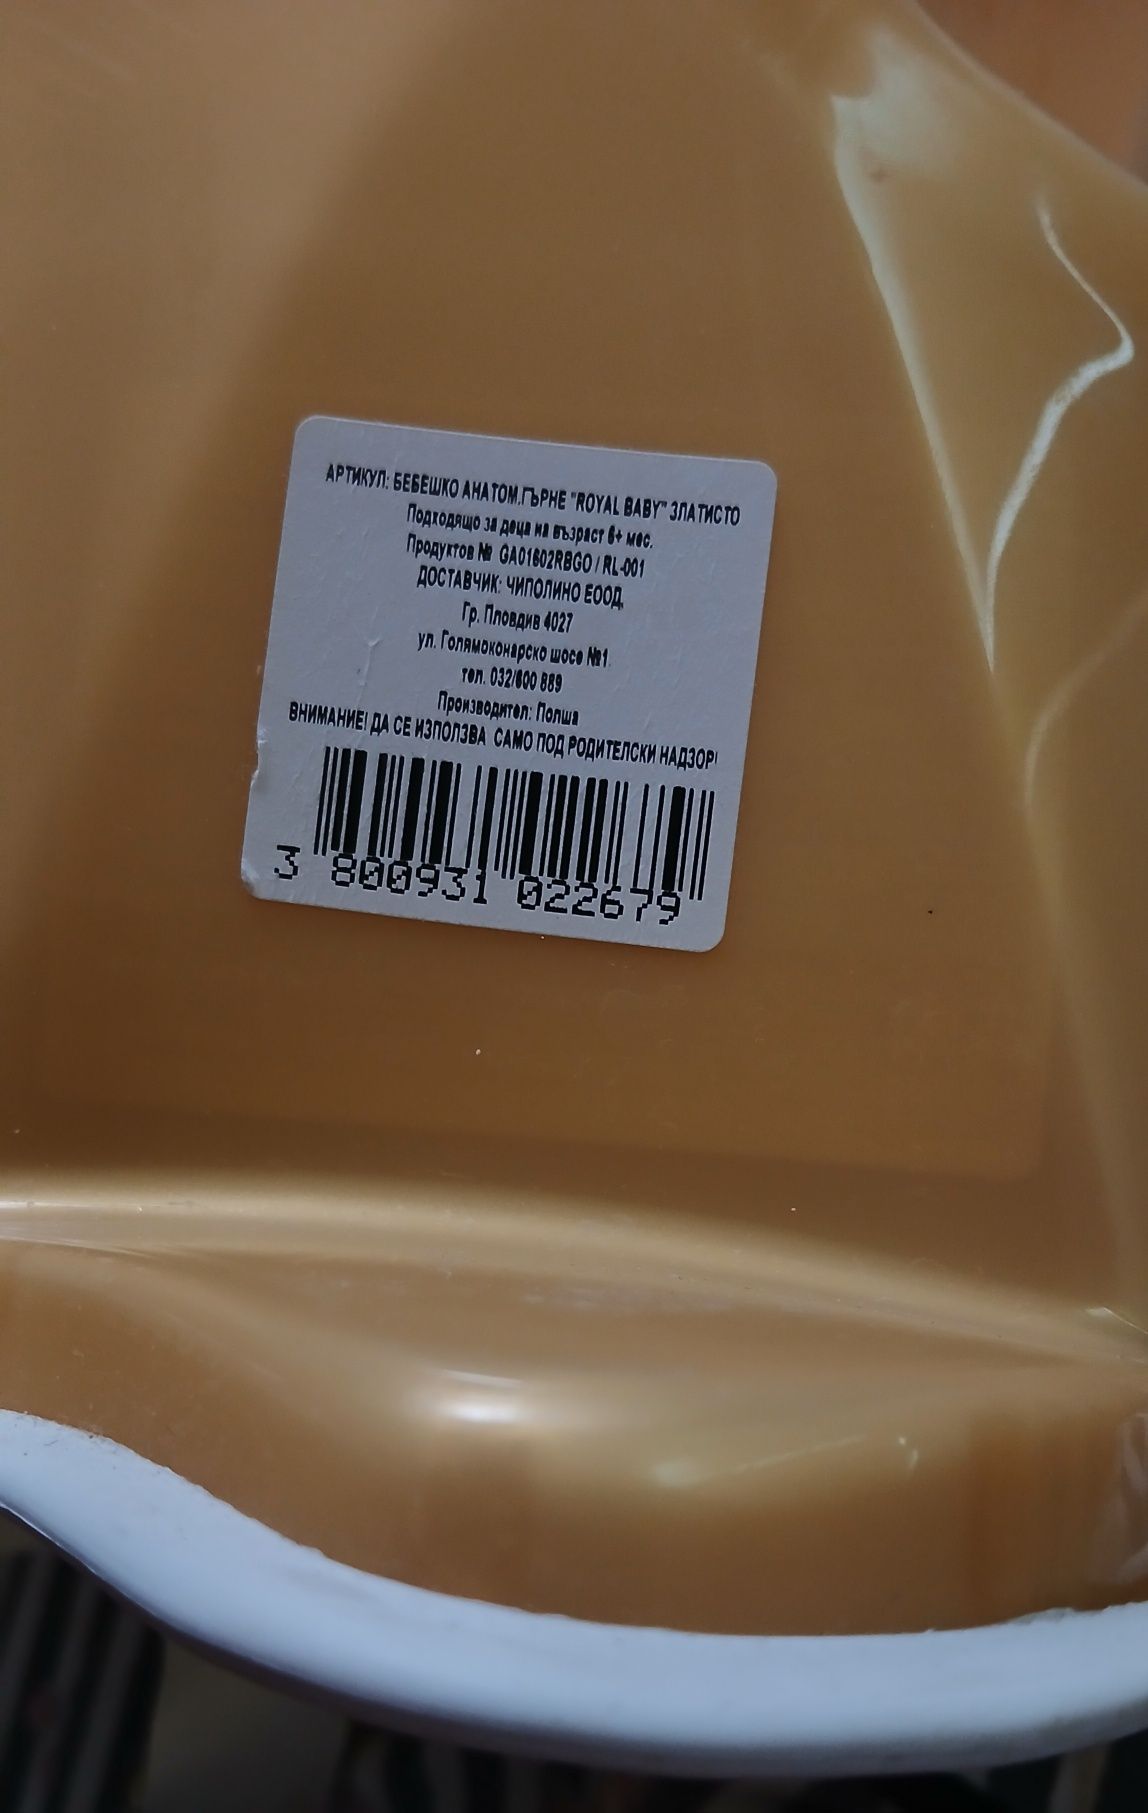 АРТИКУЛ: БЕБЕШКО АНАТОМ.ГЪРНЕ "ROYAL BABY" ЗЛАТИСТО
Подходящо за деца на възраст 6+ мес.
Продуктов № GA01602RBGO / RL-001
ДОСТАВЧИК: ЧИПОЛИНО ЕООД,
Гр. Пловдив 4027
ул. Голямоконарско шосе №1
тел. 032/600 889
Производител: Полша
ВНИМАНИЕ! ДА СЕ ИЗПОЛЗВА САМО ПОД РОДИТЕЛСКИ НАДЗОР!
3 800931 022679